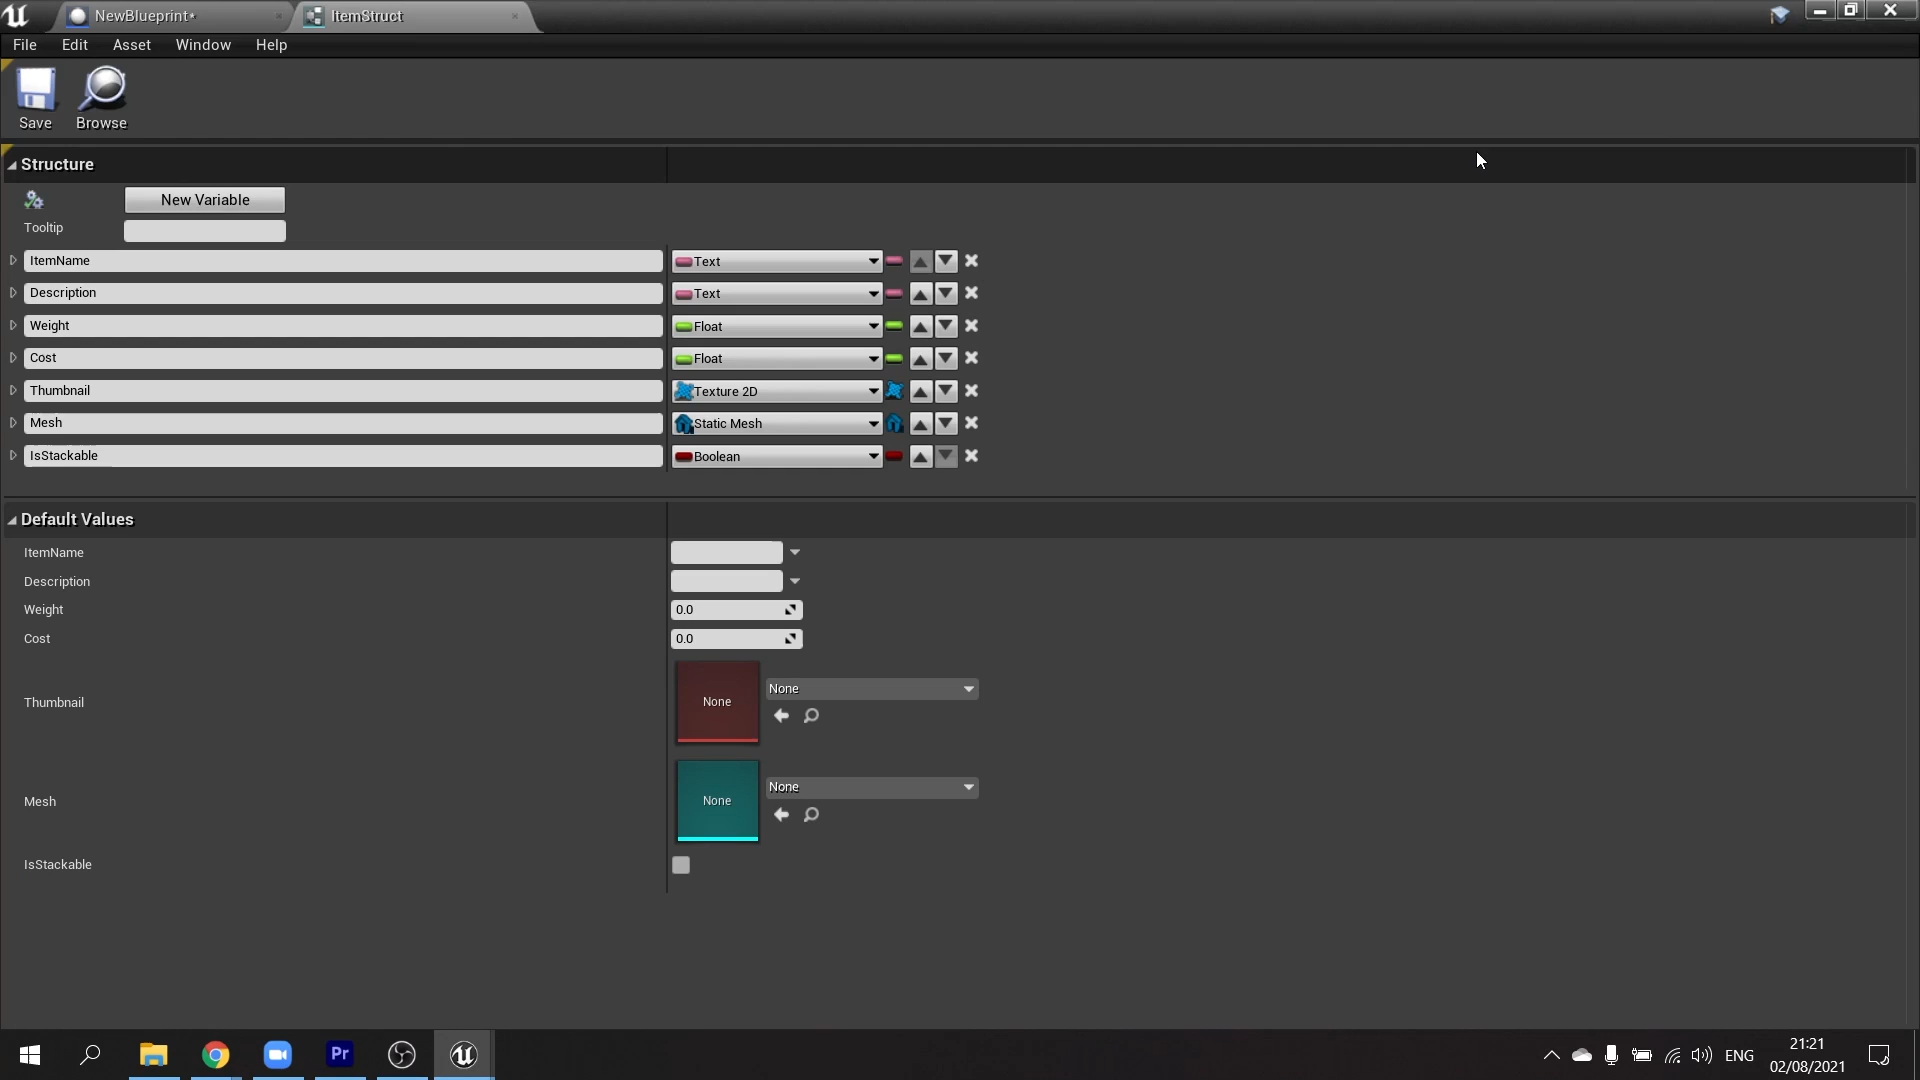 NewBlueprint*
ItemStruct
File Edit Asset Window Help
Save Browse
Structure
New Variable
Tooltip
ItemName Text
Description Text
Weight Float
Cost Float
Thumbnail Texture 2D
Mesh Static Mesh
IsStackable Boolean
Default Values
ItemName
Description
Weight 0.0
Cost 0.0
Thumbnail None None
Mesh None None
IsStackable
Pr
ENG
21:21
02/08/2021